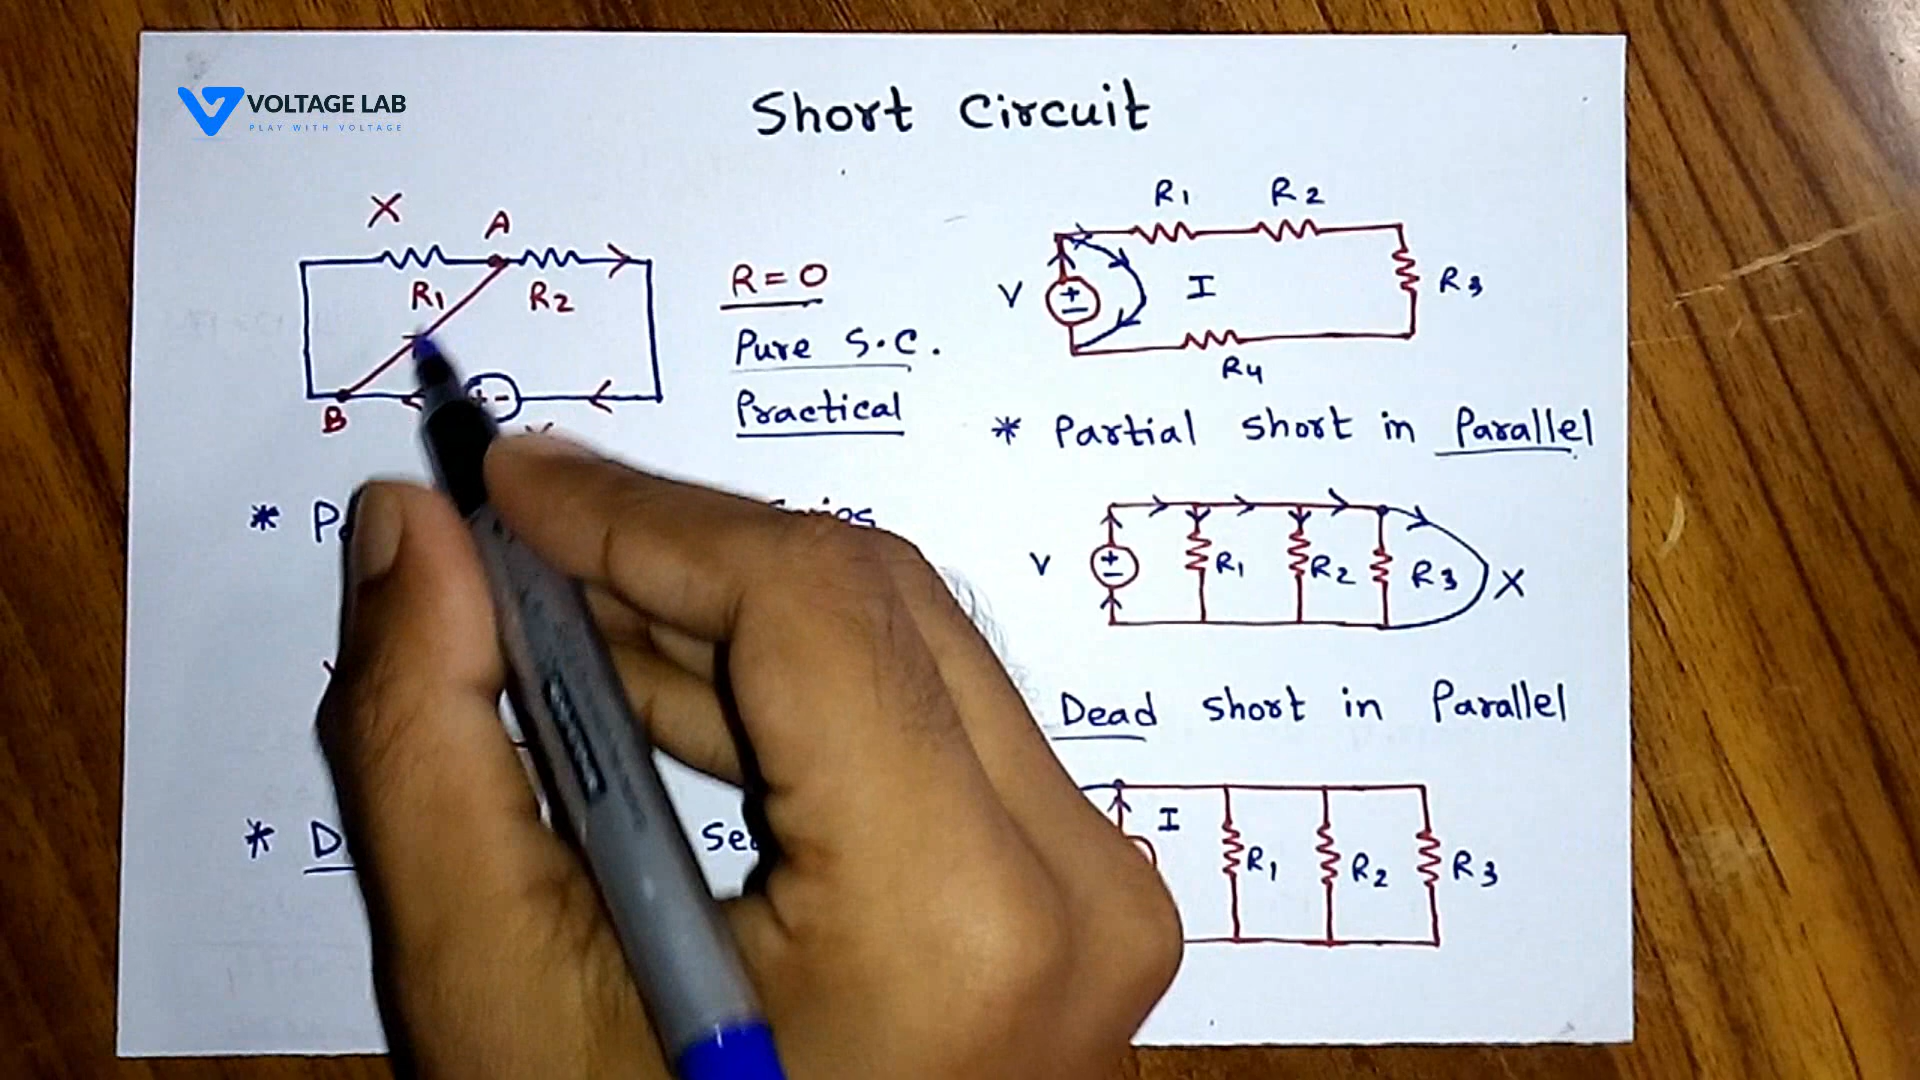 VOLTAGE LAB
PLAY WITH VOLTAGE
Short Circuit
X
A
R1
R2
B
+ -
R = 0
Pure S.C.
Practical
R1
R2
R3
R4
V
+
-
I
* Partial short in Parallel
V
+
-
R1
R2
R3
X
Dead short in Parallel
I
R1
R2
R3
*
*